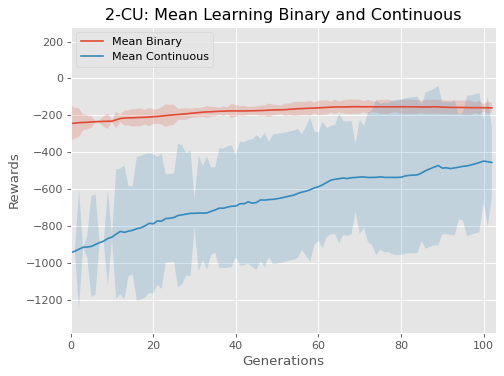 2-CU: Mean Learning Binary and Continuous
Mean Binary
Mean Continuous
200
0
−200
−400
−600
−800
−1000
−1200
Rewards
0 20 40 60 80 100
Generations